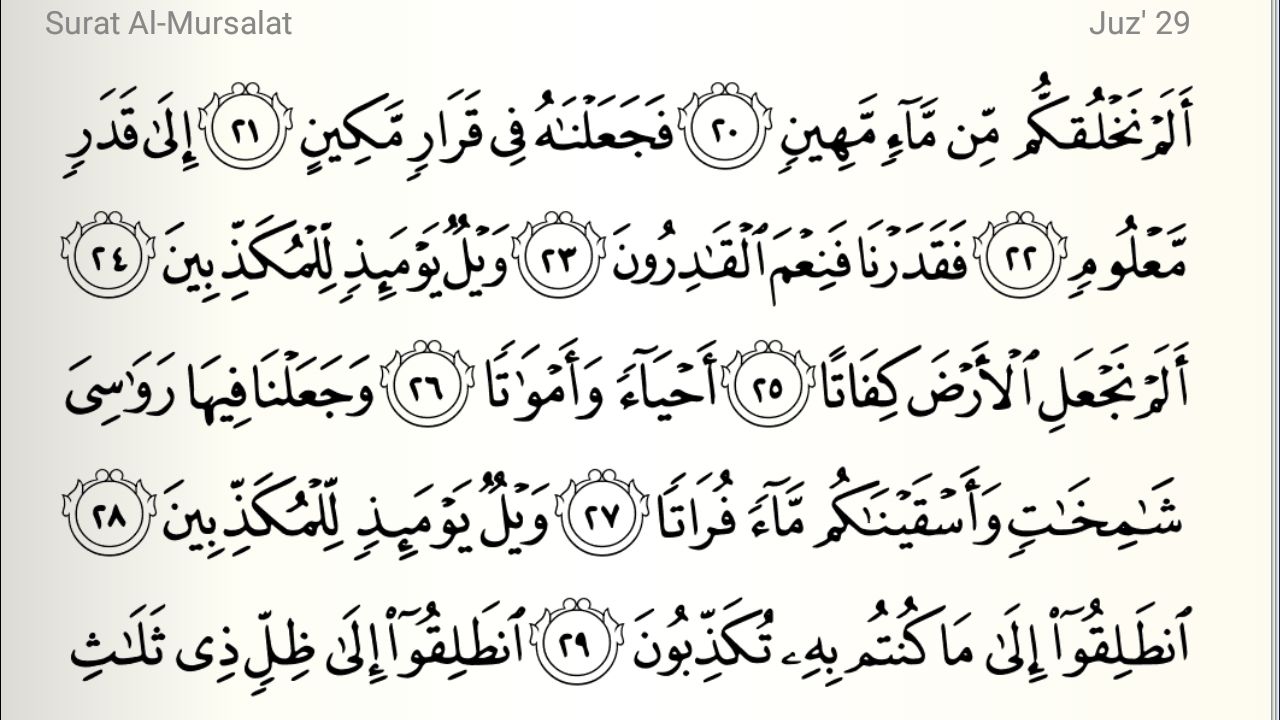 Surat Al-Mursalat Juz' 29
أَلَمْ نَخْلُقكُّم مِّن مَّآءٍ مَّهِينٍ ٢٠ فَجَعَلْنَـٰهُ فِى قَرَارٍ مَّكِينٍ ٢١ إِلَىٰ قَدَرٍ
مَّعْلُومٍ ٢٢ فَقَدَرْنَا فَنِعْمَ ٱلْقَـٰدِرُونَ ٢٣ وَيْلٌ يَوْمَئِذٍ لِّلْمُكَذِّبِينَ ٢٤
أَلَمْ نَجْعَلِ ٱلْأَرْضَ كِفَاتًا ٢٥ أَحْيَآءً وَأَمْوَٰتًا ٢٦ وَجَعَلْنَا فِيهَا رَوَٰسِىَ
شَـٰمِخَـٰتٍ وَأَسْقَيْنَـٰكُم مَّآءً فُرَاتًا ٢٧ وَيْلٌ يَوْمَئِذٍ لِّلْمُكَذِّبِينَ ٢٨
ٱنطَلِقُوٓا۟ إِلَىٰ مَا كُنتُم بِهِۦ تُكَذِّبُونَ ٢٩ ٱنطَلِقُوٓا۟ إِلَىٰ ظِلٍّ ذِى ثَلَـٰثِ